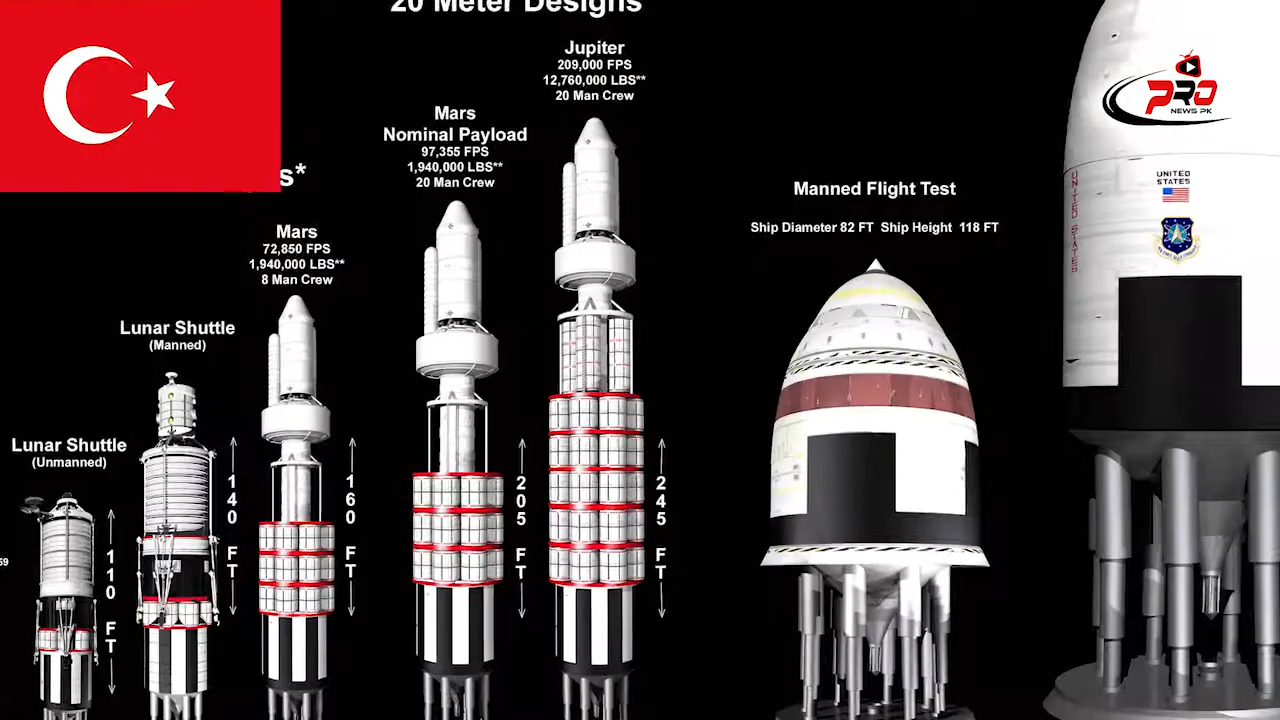 20 Meter Designs
Jupiter
209,000 FPS
12,760,000 LBS**
20 Man Crew
Mars
Nominal Payload
97,355 FPS
1,940,000 LBS**
20 Man Crew
Mars
72,850 FPS
1,940,000 LBS**
8 Man Crew
Lunar Shuttle
(Manned)
Lunar Shuttle
(Unmanned)
110 FT
140 FT
160 FT
205 FT
245 FT
Manned Flight Test
Ship Diameter 82 FT Ship Height 118 FT
PRO
NEWS PK
UNITED
STATES
UNITED STATES